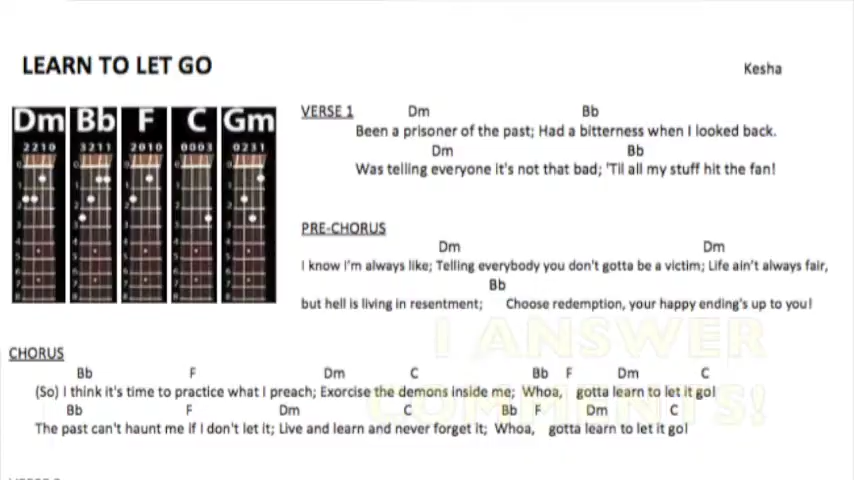 LEARN TO LET GO
Kesha
Dm Bb F C Gm
2210 3211 2010 0003 0231
VERSE 1 Dm Bb
Been a prisoner of the past; Had a bitterness when I looked back.
Dm Bb
Was telling everyone it's not that bad; 'Til all my stuff hit the fan!
PRE-CHORUS
Dm Dm
I know I'm always like; Telling everybody you don't gotta be a victim; Life ain't always fair,
Bb
but hell is living in resentment; Choose redemption, your happy ending's up to you!
I ANSWER
COMMENTS!
CHORUS
Bb F Dm C Bb F Dm C
(So) I think it's time to practice what I preach; Exorcise the demons inside me; Whoa, gotta learn to let it go!
Bb F Dm C Bb F Dm C
The past can't haunt me if I don't let it; Live and learn and never forget it; Whoa, gotta learn to let it go!